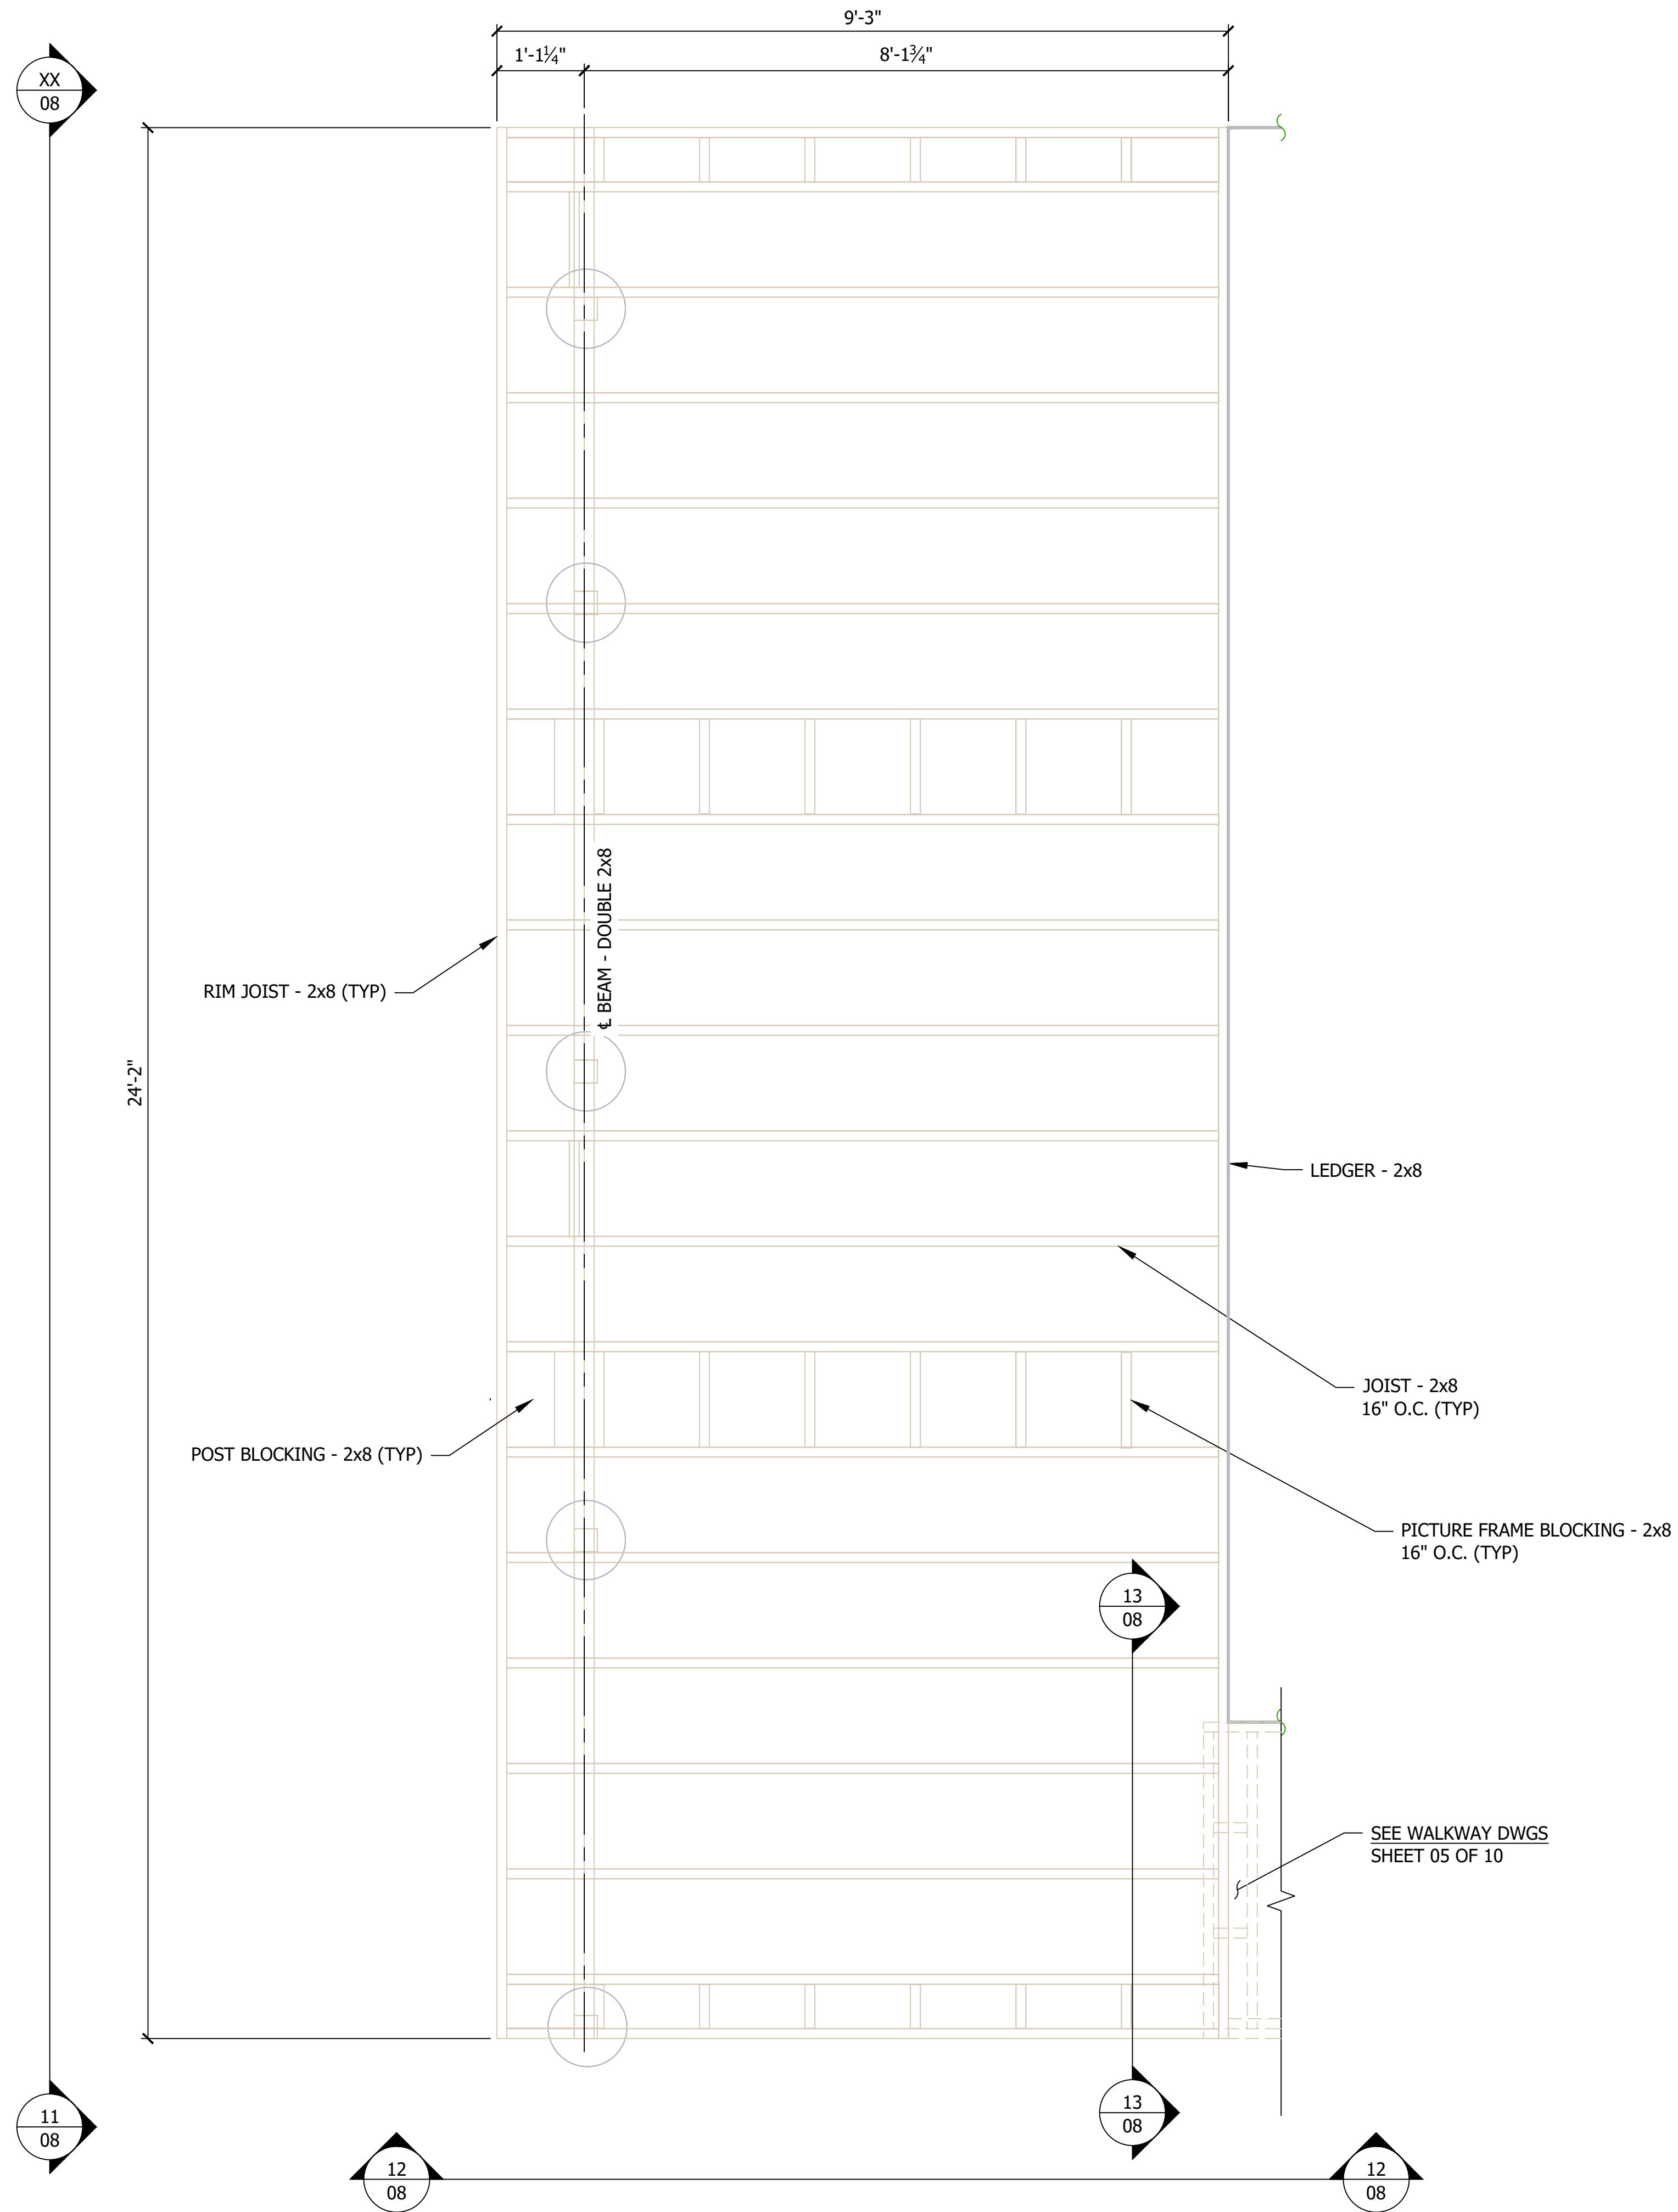 9'-3"
1'-1¼"
8'-1¾"
XX
08
℄ BEAM - DOUBLE 2x8
RIM JOIST - 2x8 (TYP)
24'-2"
LEDGER - 2x8
JOIST - 2x8
16" O.C. (TYP)
POST BLOCKING - 2x8 (TYP)
PICTURE FRAME BLOCKING - 2x8
16" O.C. (TYP)
13
08
SEE WALKWAY DWGS
SHEET 05 OF 10
11
08
13
08
12
08
12
08